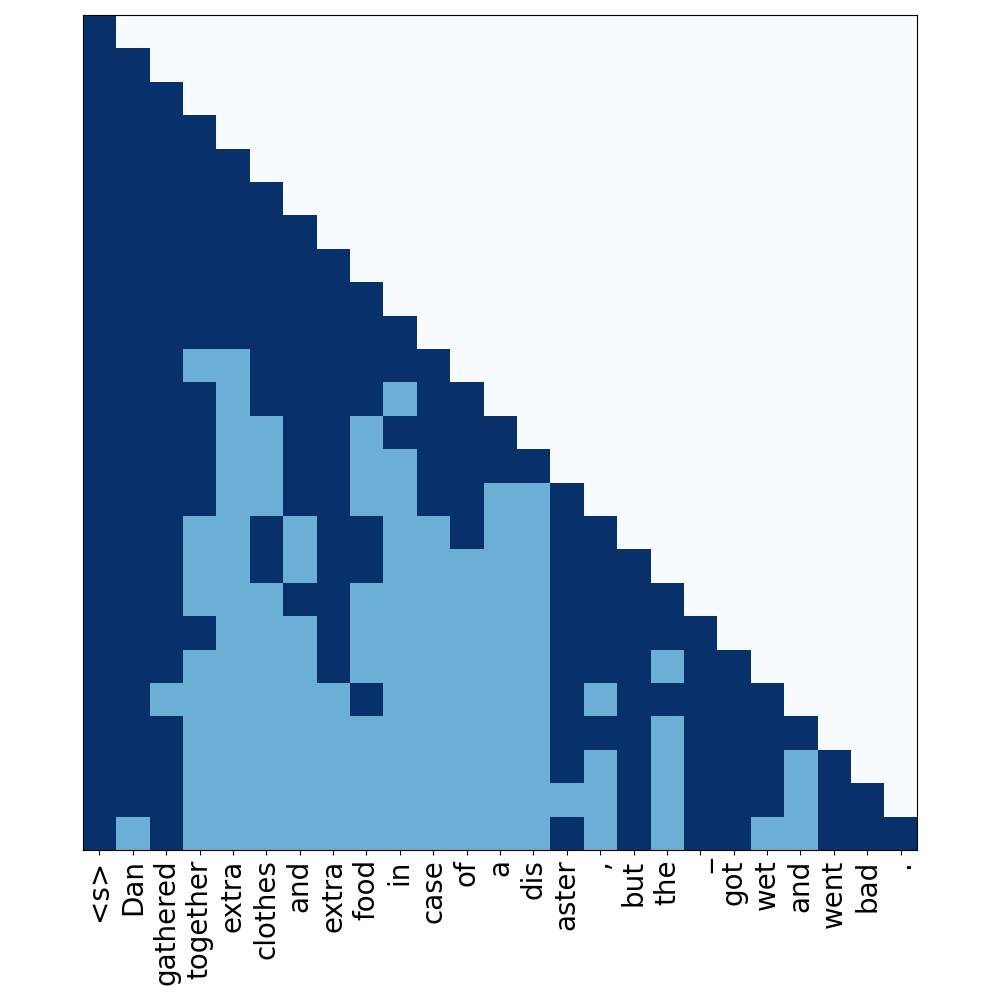 <s> Dan gathered together extra clothes and extra food in case of a dis aster , but the _ got wet and went bad .